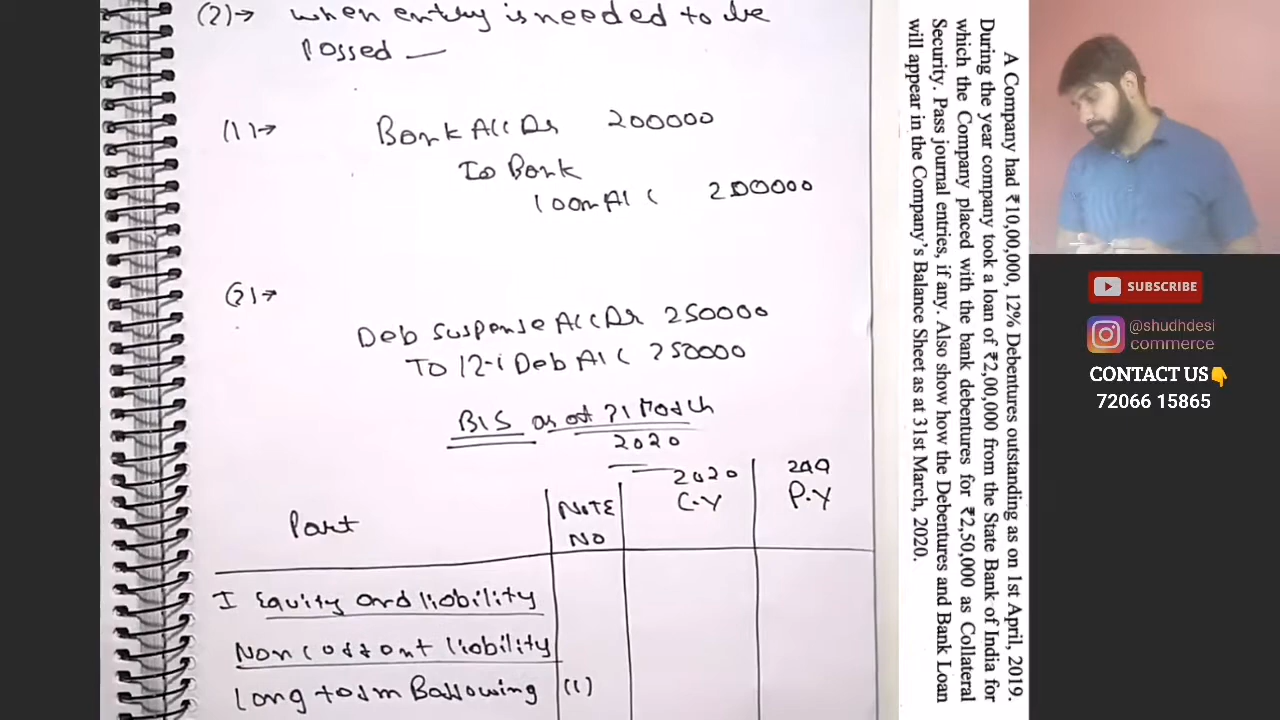 (2)→ when entry is needed to be
Passed —
(1)→ Bank A/c Dr 200000
To Bank
loan A/c 200000
(2)→
Deb suspense A/c Dr 250000
To 12-i Deb A/c 250000
B/S as at 31 March
2020
Part
NOTE
NO
2020
C.Y
2019
P.Y
I Equity and liability
Non current liability
Long term Borrowing (1)
A Company had ₹10,00,000, 12% Debentures outstanding as on 1st April, 2019.
During the year company took a loan of ₹2,00,000 from the State Bank of India for
which the Company placed with the bank debentures for ₹2,50,000 as Collateral
Security. Pass journal entries, if any. Also show how the Debentures and Bank Loan
will appear in the Company's Balance Sheet as at 31st March, 2020.
SUBSCRIBE
@shudhdesi
commerce
CONTACT US👇
72066 15865